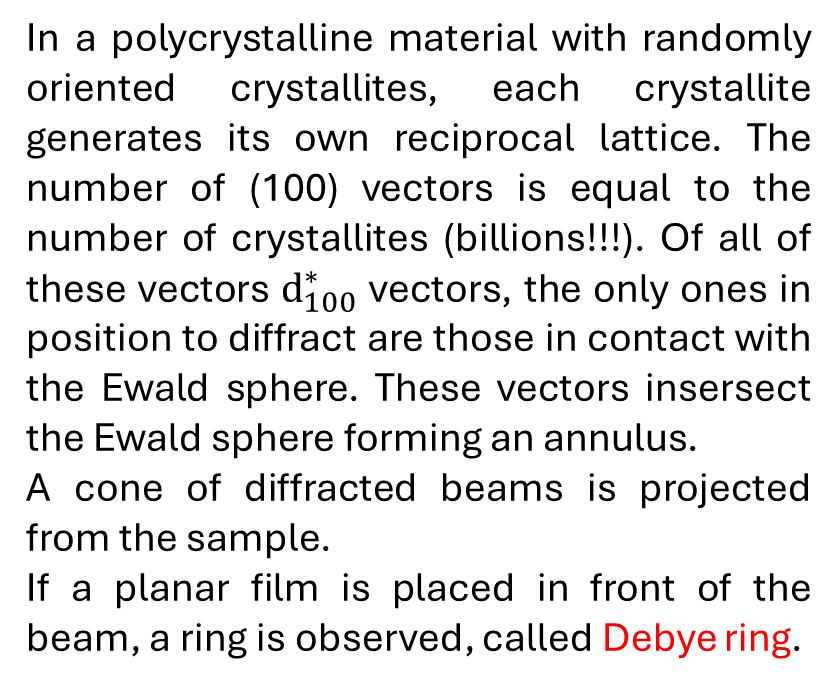 In a polycrystalline material with randomly
oriented crystallites, each crystallite
generates its own reciprocal lattice. The
number of (100) vectors is equal to the
number of crystallites (billions!!!). Of all of
these vectors d*100 vectors, the only ones in
position to diffract are those in contact with
the Ewald sphere. These vectors insersect
the Ewald sphere forming an annulus.
A cone of diffracted beams is projected
from the sample.
If a planar film is placed in front of the
beam, a ring is observed, called Debye ring.